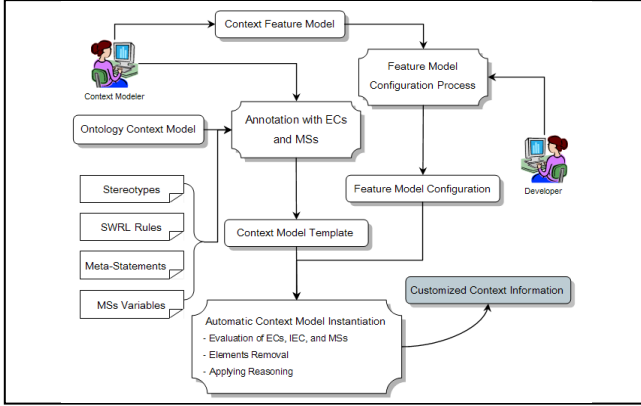 Context Feature Model
Context Modeler
Feature Model
Configuration Process
Ontology Context Model
Annotation with ECs
and MSs
Developer
Stereotypes
SWRL Rules
Meta-Statements
MSs Variables
Feature Model Configuration
Context Model Template
Customized Context Information
Automatic Context Model Instantiation
- Evaluation of ECs, IEC, and MSs
- Elements Removal
- Applying Reasoning